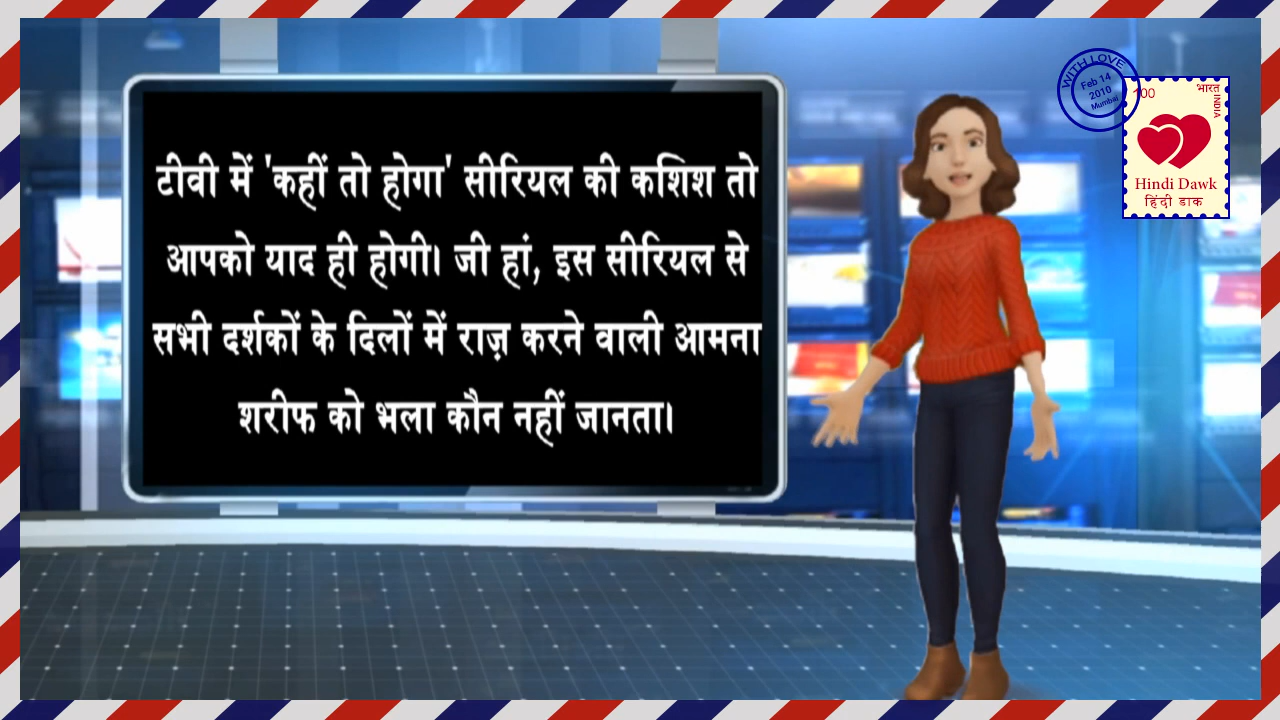 टीवी में 'कहीं तो होगा' सीरियल की कशिश तो
आपको याद ही होगी। जी हां, इस सीरियल से
सभी दर्शकों के दिलों में राज़ करने वाली आमना
शरीफ को भला कौन नहीं जानता।
WITH LOVE
Feb 14
2010
Mumbai
100
भारत
INDIA
Hindi Dawk
हिंदी डाक